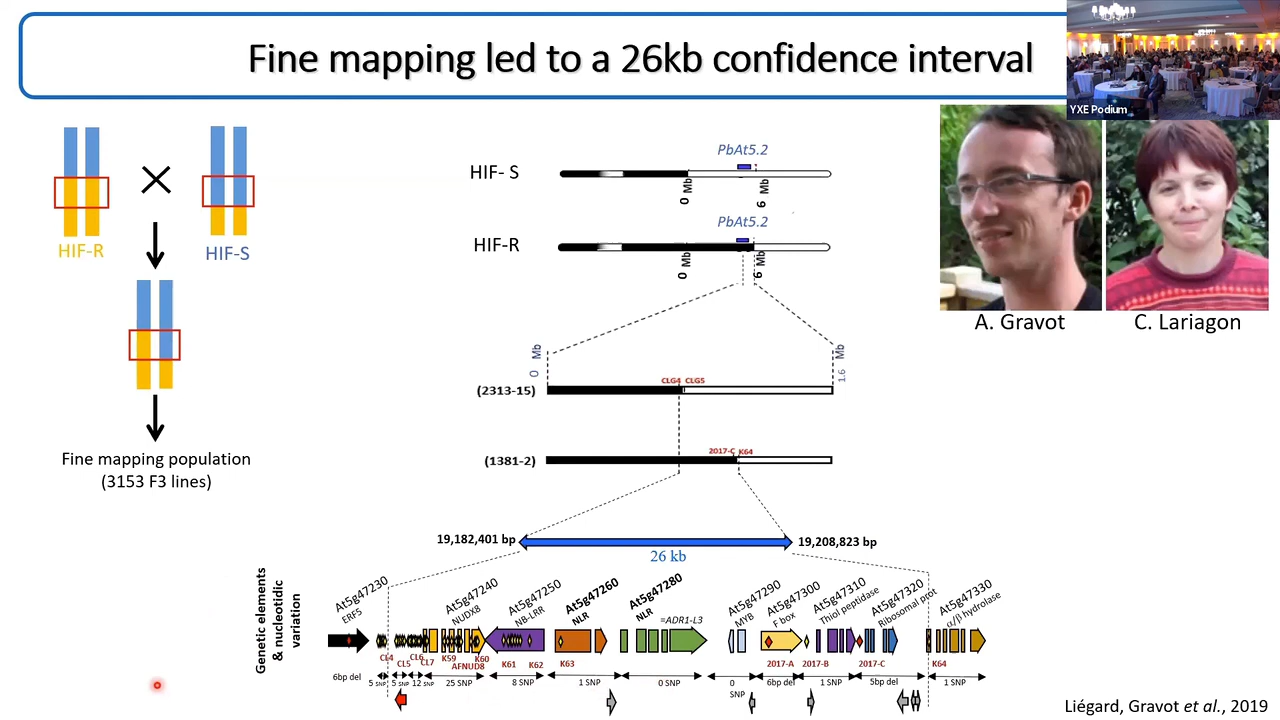 Fine mapping led to a 26kb confidence interval
YXE Podium
HIF-R
HIF-S
Fine mapping population
(3153 F3 lines)
PbAt5.2
HIF- S
0 Mb
6 Mb
PbAt5.2
HIF-R
0 Mb
6 Mb
A. Gravot
C. Lariagon
0 Mb
1.6 Mb
CLG4 CLG5
(2313-15)
2017-C K64
(1381-2)
19,182,401 bp
19,208,823 bp
26 kb
Genetic elements
& nucleotidic
variation
At5g47230
ERF5
At5g47240
NUDX8
At5g47250
NB-LRR
At5g47260
NLR
At5g47280
NLR
=ADR1-L3
At5g47290
MYB
At5g47300
F box
At5g47310
Thiol peptidase
At5g47320
Ribosomal prot
At5g47330
α/β hydrolase
CL4 CL5 CL6 CL7 K59 AFNUD8 K60 K61 K62 K63 2017-A 2017-B 2017-C K64
6bp del 5 SNP 5 SNP 12 SNP 25 SNP 8 SNP 1 SNP 0 SNP 0 SNP 6bp del 1 SNP 5bp del 1 SNP
Liégard, Gravot et al., 2019